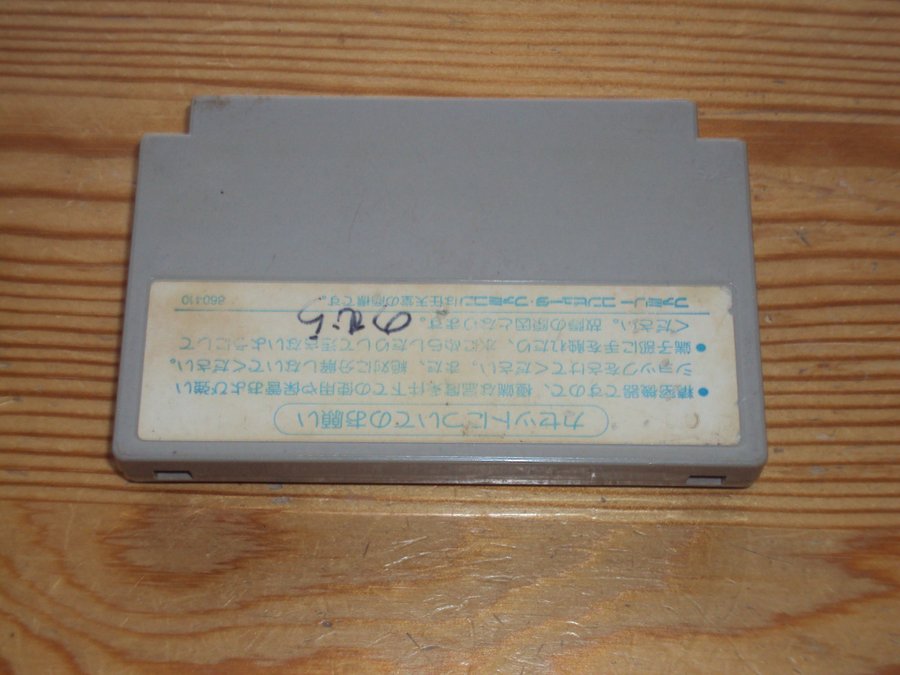 カセットについてのお願い
● 精密機器ですので、極端な温度条件下での使用や保管および強い
ショックをさけてください。また、絶対に分解しないでください。
● 端子部に手を触れたり、水にぬらしたりして汚さないようにして
ください。故障の原因となります。
のむら
ファミリーコンピュータ・ファミコンは任天堂の商標です。 860410